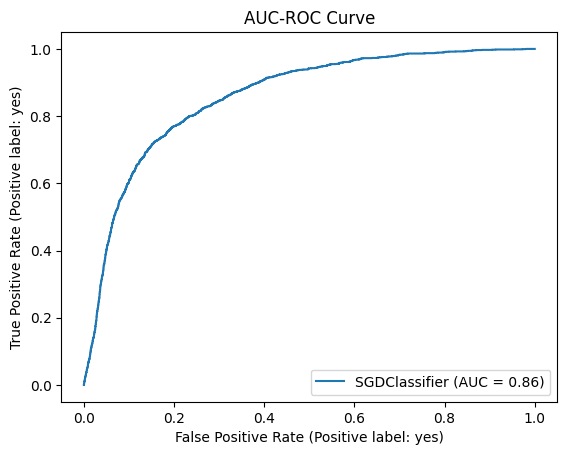 AUC-ROC Curve
True Positive Rate (Positive label: yes)
1.0
0.8
0.6
0.4
0.2
0.0
SGDClassifier (AUC = 0.86)
0.0 0.2 0.4 0.6 0.8 1.0
False Positive Rate (Positive label: yes)